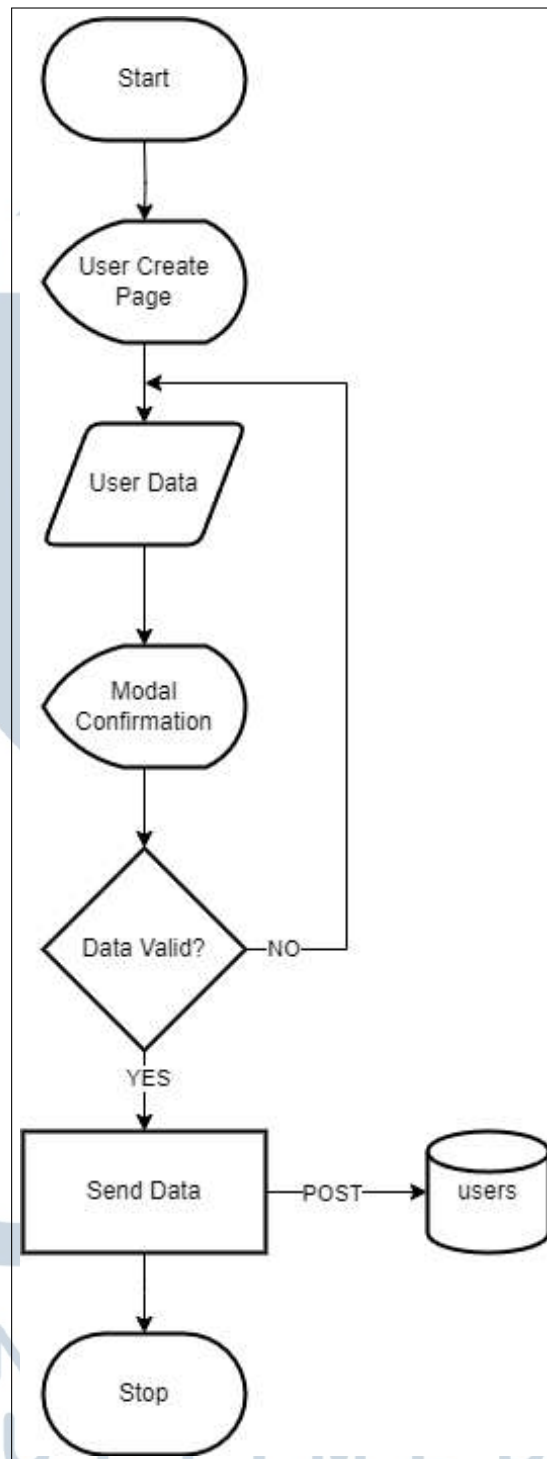 Start
User Create
Page
User Data
Modal
Confirmation
Data Valid?
NO
YES
Send Data
POST
users
Stop